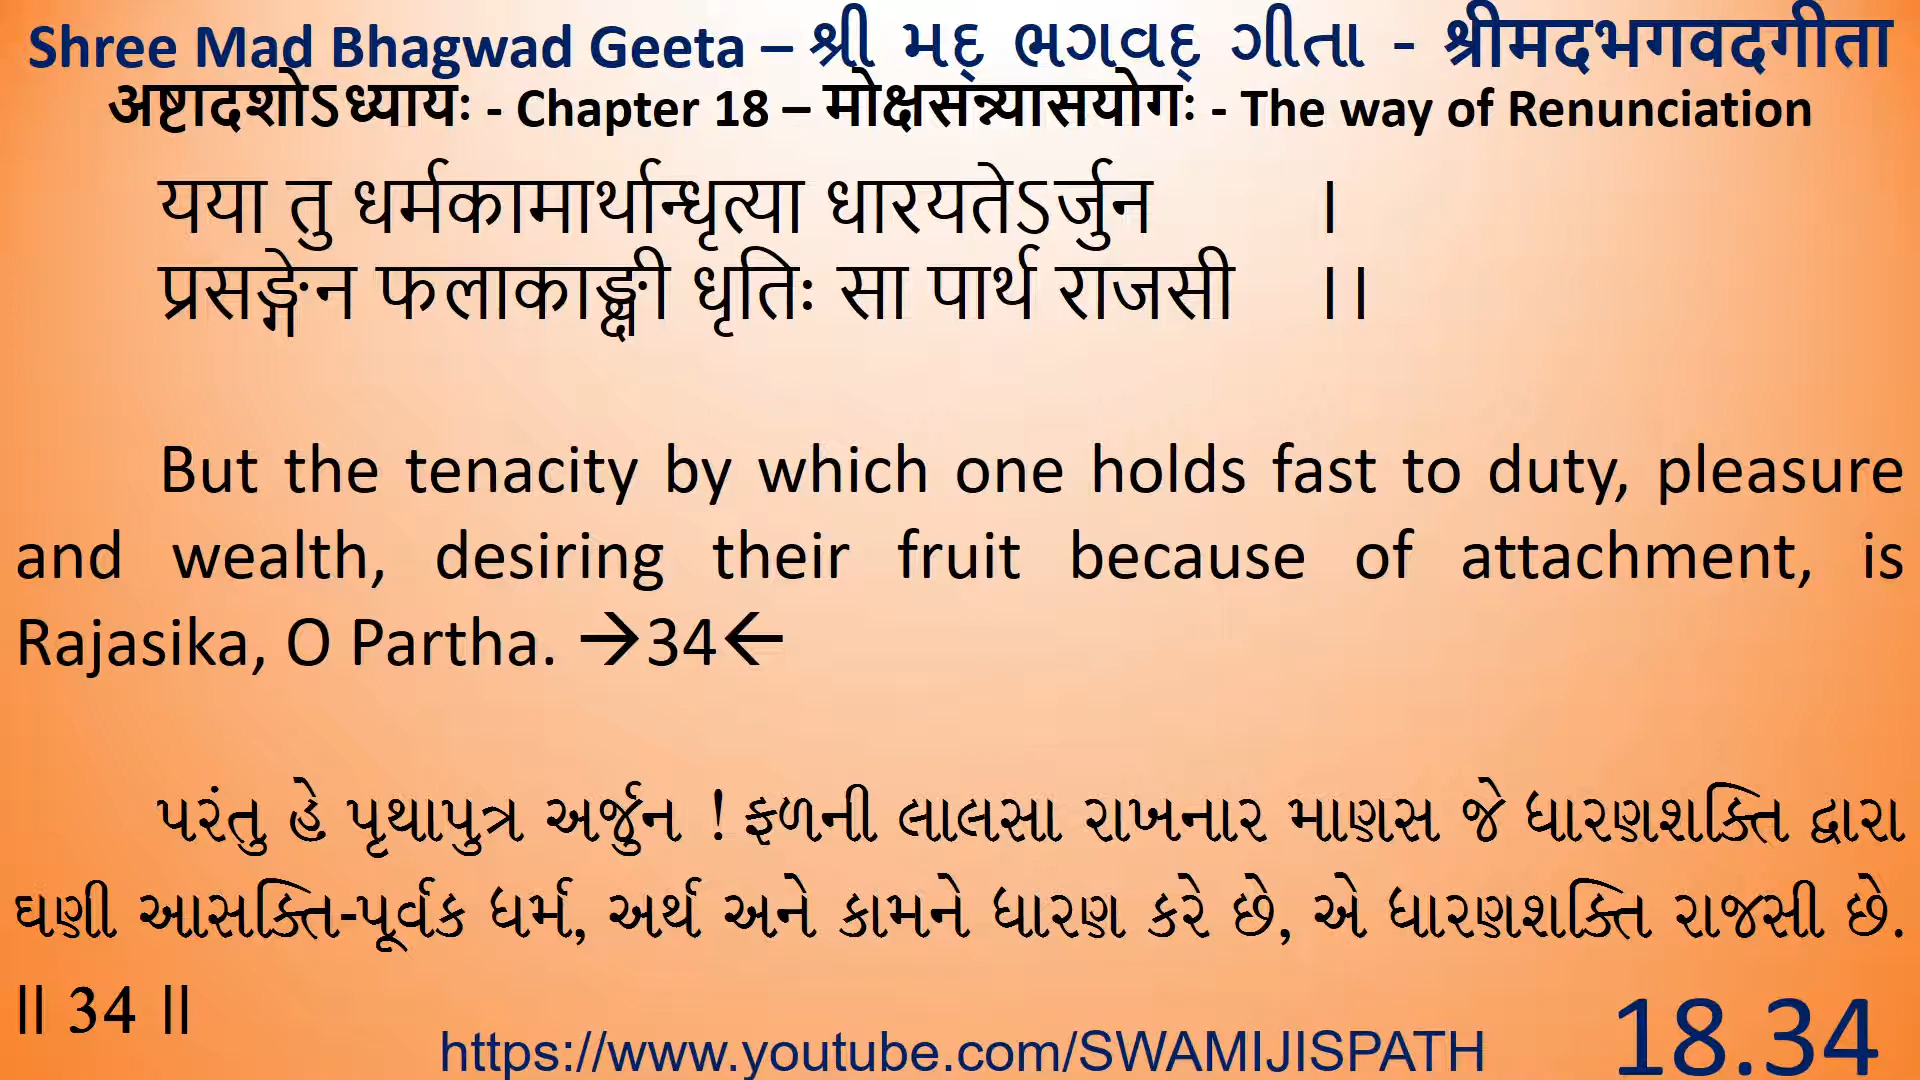 Shree Mad Bhagwad Geeta – શ્રી મદ્ ભગવદ્ ગીતા - श्रीमदभगवदगीता
अष्टादशोऽध्यायः - Chapter 18 – मोक्षसंन्यासयोगः - The way of Renunciation
यया तु धर्मकामार्थान्धृत्या धारयतेऽर्जुन ।
प्रसङ्गेन फलाकाङ्क्षी धृतिः सा पार्थ राजसी ।।
But the tenacity by which one holds fast to duty, pleasure
and wealth, desiring their fruit because of attachment, is
Rajasika, O Partha. →34←
પરંતુ હે પૃથાપુત્ર અર્જુન ! ફળની લાલસા રાખનાર માણસ જે ધારણશક્તિ દ્વારા
ઘણી આસક્તિ-પૂર્વક ધર્મ, અર્થ અને કામને ધારણ કરે છે, એ ધારણશક્તિ રાજસી છે.
|| 34 ||
https://www.youtube.com/SWAMIJISPATH
18.34